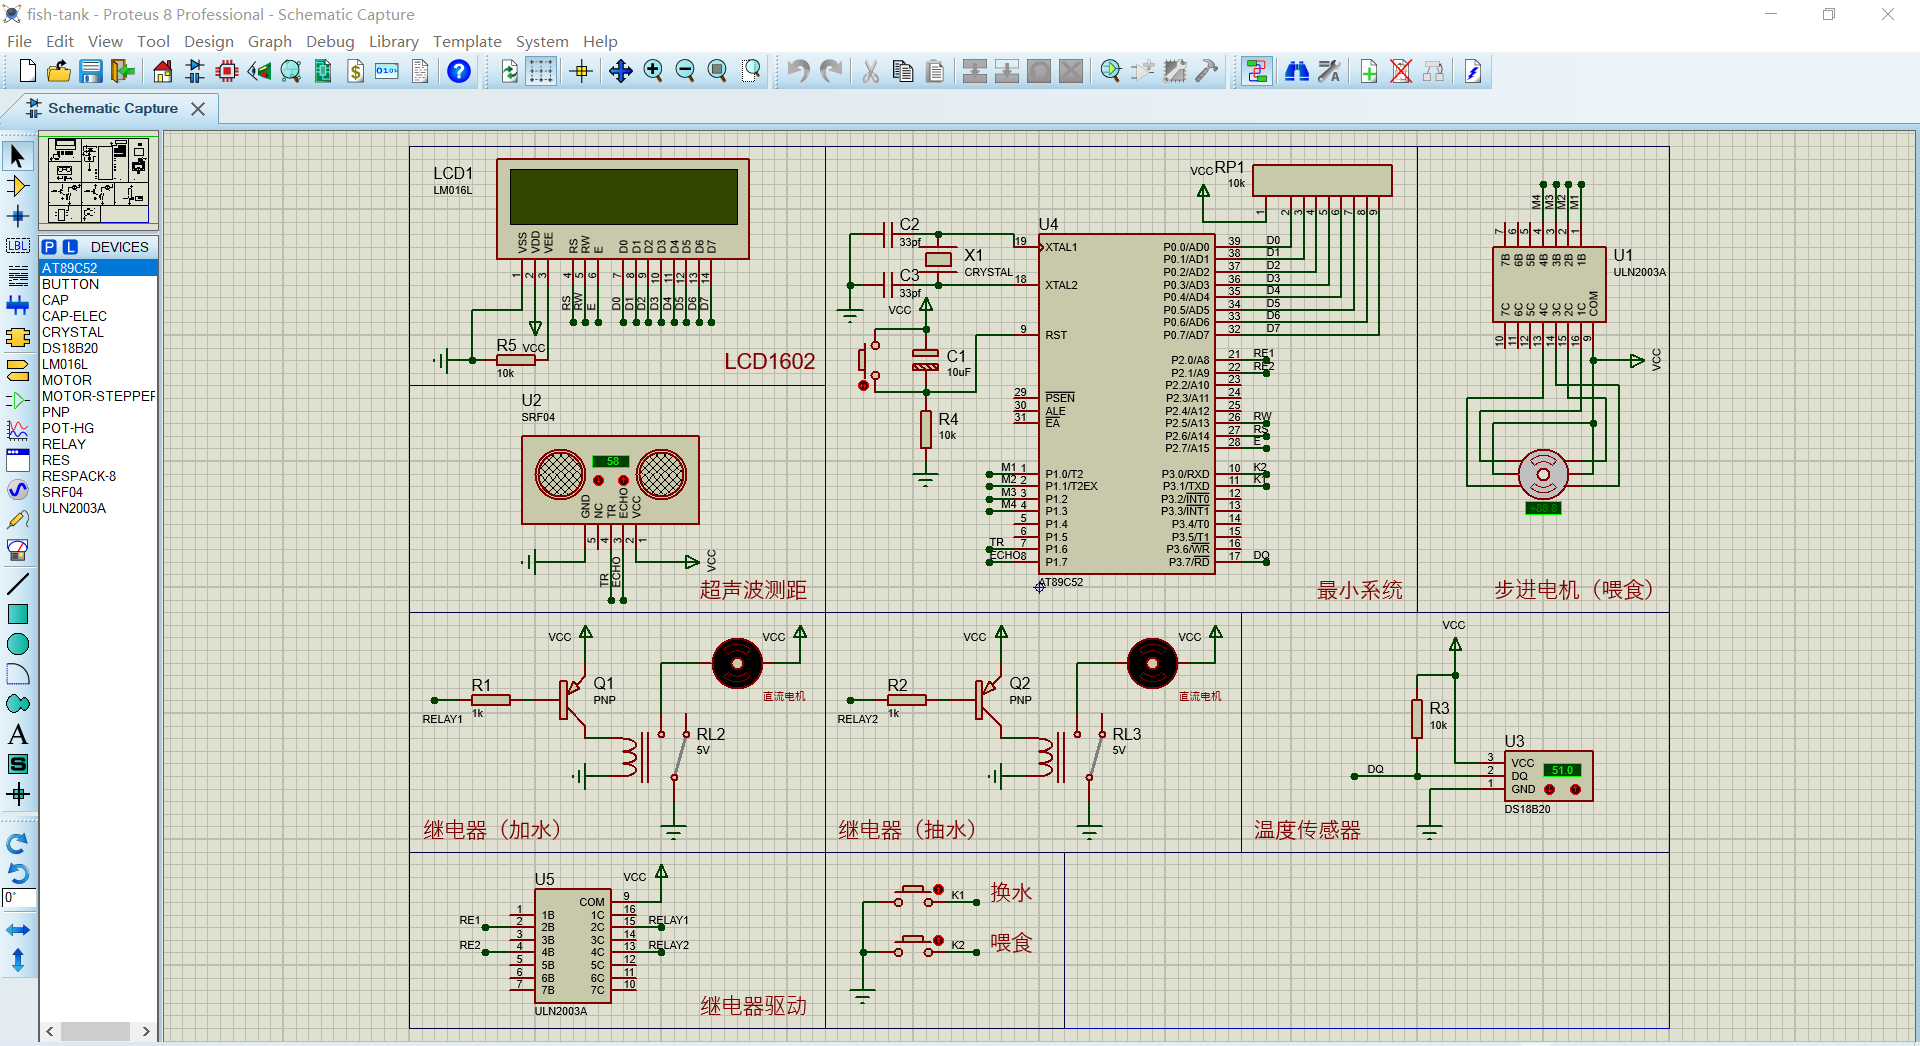 fish-tank - Proteus 8 Professional - Schematic Capture
File Edit View Tool Design Graph Debug Library Template System Help
Schematic Capture
P L DEVICES
AT89C52
BUTTON
CAP
CAP-ELEC
CRYSTAL
DS18B20
LM016L
MOTOR
MOTOR-STEPPER
PNP
POT-HG
RELAY
RES
RESPACK-8
SRF04
ULN2003A
LBL
A
S
0°
LCD1
LM016L
VSS VDD VEE RS RW E D0 D1 D2 D3 D4 D5 D6 D7
1 2 3 4 5 6 7 8 9 10 11 12 13 14
RS RW E D0 D1 D2 D3 D4 D5 D6 D7
R5 VCC
10k
LCD1602
U2
SRF04
58
GND NC TR ECHO VCC
5 4 3 2 1
TR ECHO
VCC
超声波测距
C2
33pf
X1
CRYSTAL
C3
33pf
VCC
C1
10uF
R4
10k
U4
19 XTAL1
18 XTAL2
9 RST
29 PSEN
30 ALE
31 EA
M1 1 P1.0/T2
M2 2 P1.1/T2EX
M3 3 P1.2
M4 4 P1.3
5 P1.4
6 P1.5
TR 7 P1.6
ECHO 8 P1.7
AT89C52
P0.0/AD0 39 D0
P0.1/AD1 38 D1
P0.2/AD2 37 D2
P0.3/AD3 36 D3
P0.4/AD4 35 D4
P0.5/AD5 34 D5
P0.6/AD6 33 D6
P0.7/AD7 32 D7
P2.0/A8 21 RE1
P2.1/A9 22 RE2
P2.2/A10 23
P2.3/A11 24
P2.4/A12 25
P2.5/A13 26 RW
P2.6/A14 27 RS
P2.7/A15 28 E
P3.0/RXD 10 K2
P3.1/TXD 11 K1
P3.2/INT0 12
P3.3/INT1 13
P3.4/T0 14
P3.5/T1 15
P3.6/WR 16
P3.7/RD 17 DQ
VCC RP1
10k
1 2 3 4 5 6 7 8 9
最小系统
M4 M3 M2 M1
7 6 5 4 3 2 1
7B 6B 5B 4B 3B 2B 1B
U1
ULN2003A
7C 6C 5C 4C 3C 2C 1C COM
10 11 12 13 14 15 16 9
VCC
步进电机（喂食）
VCC
R1
1k
RELAY1
Q1
PNP
VCC
直流电机
RL2
5V
继电器（加水）
VCC
R2
1k
RELAY2
Q2
PNP
VCC
直流电机
RL3
5V
继电器（抽水）
VCC
R3
10k
DQ
U3
3 VCC
2 DQ
1 GND
51.0
DS18B20
温度传感器
U5
VCC
COM 9
1 1B 1C 16
RE1 2 2B 2C 15 RELAY1
3 3B 3C 14
RE2 4 4B 4C 13 RELAY2
5 5B 5C 12
6 6B 6C 11
7 7B 7C 10
ULN2003A
继电器驱动
K1 换水
K2 喂食